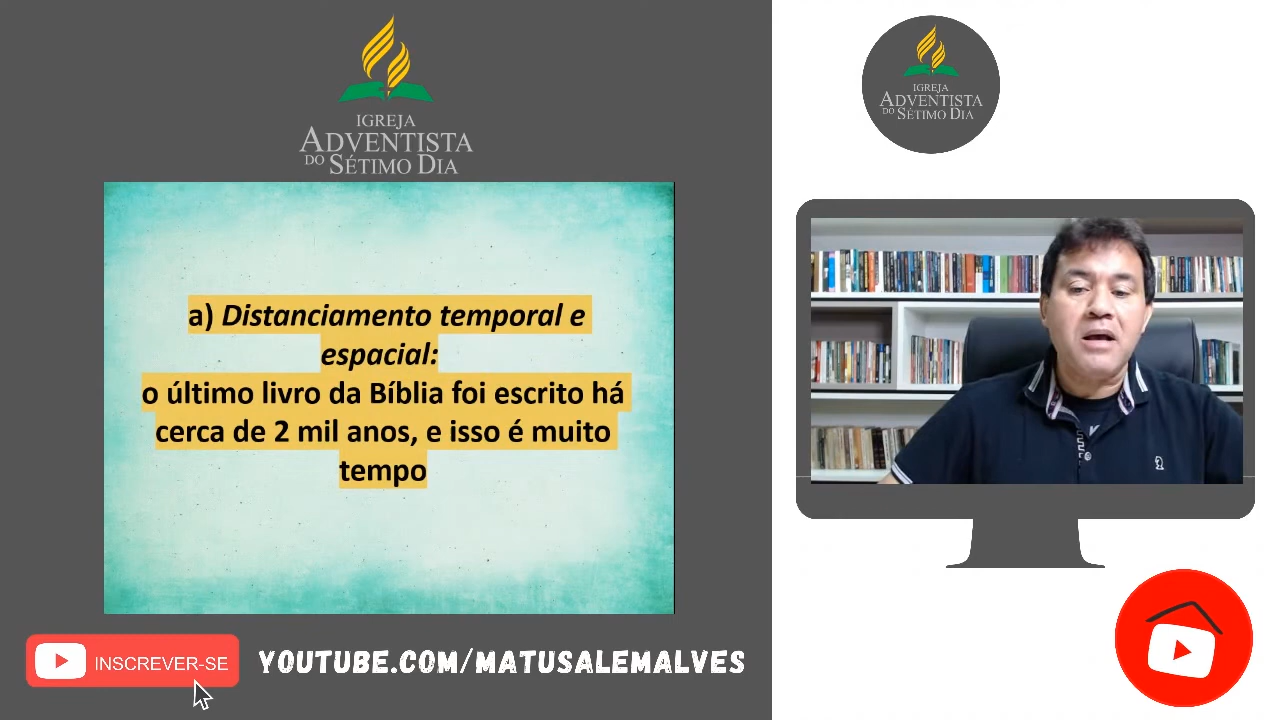 IGREJA
ADVENTISTA
DO SÉTIMO DIA
a) Distanciamento temporal e
espacial:
o último livro da Bíblia foi escrito há
cerca de 2 mil anos, e isso é muito
tempo
INSCREVER-SE
YOUTUBE.COM/MATUSALEMALVES
IGREJA
ADVENTISTA
DO SÉTIMO DIA